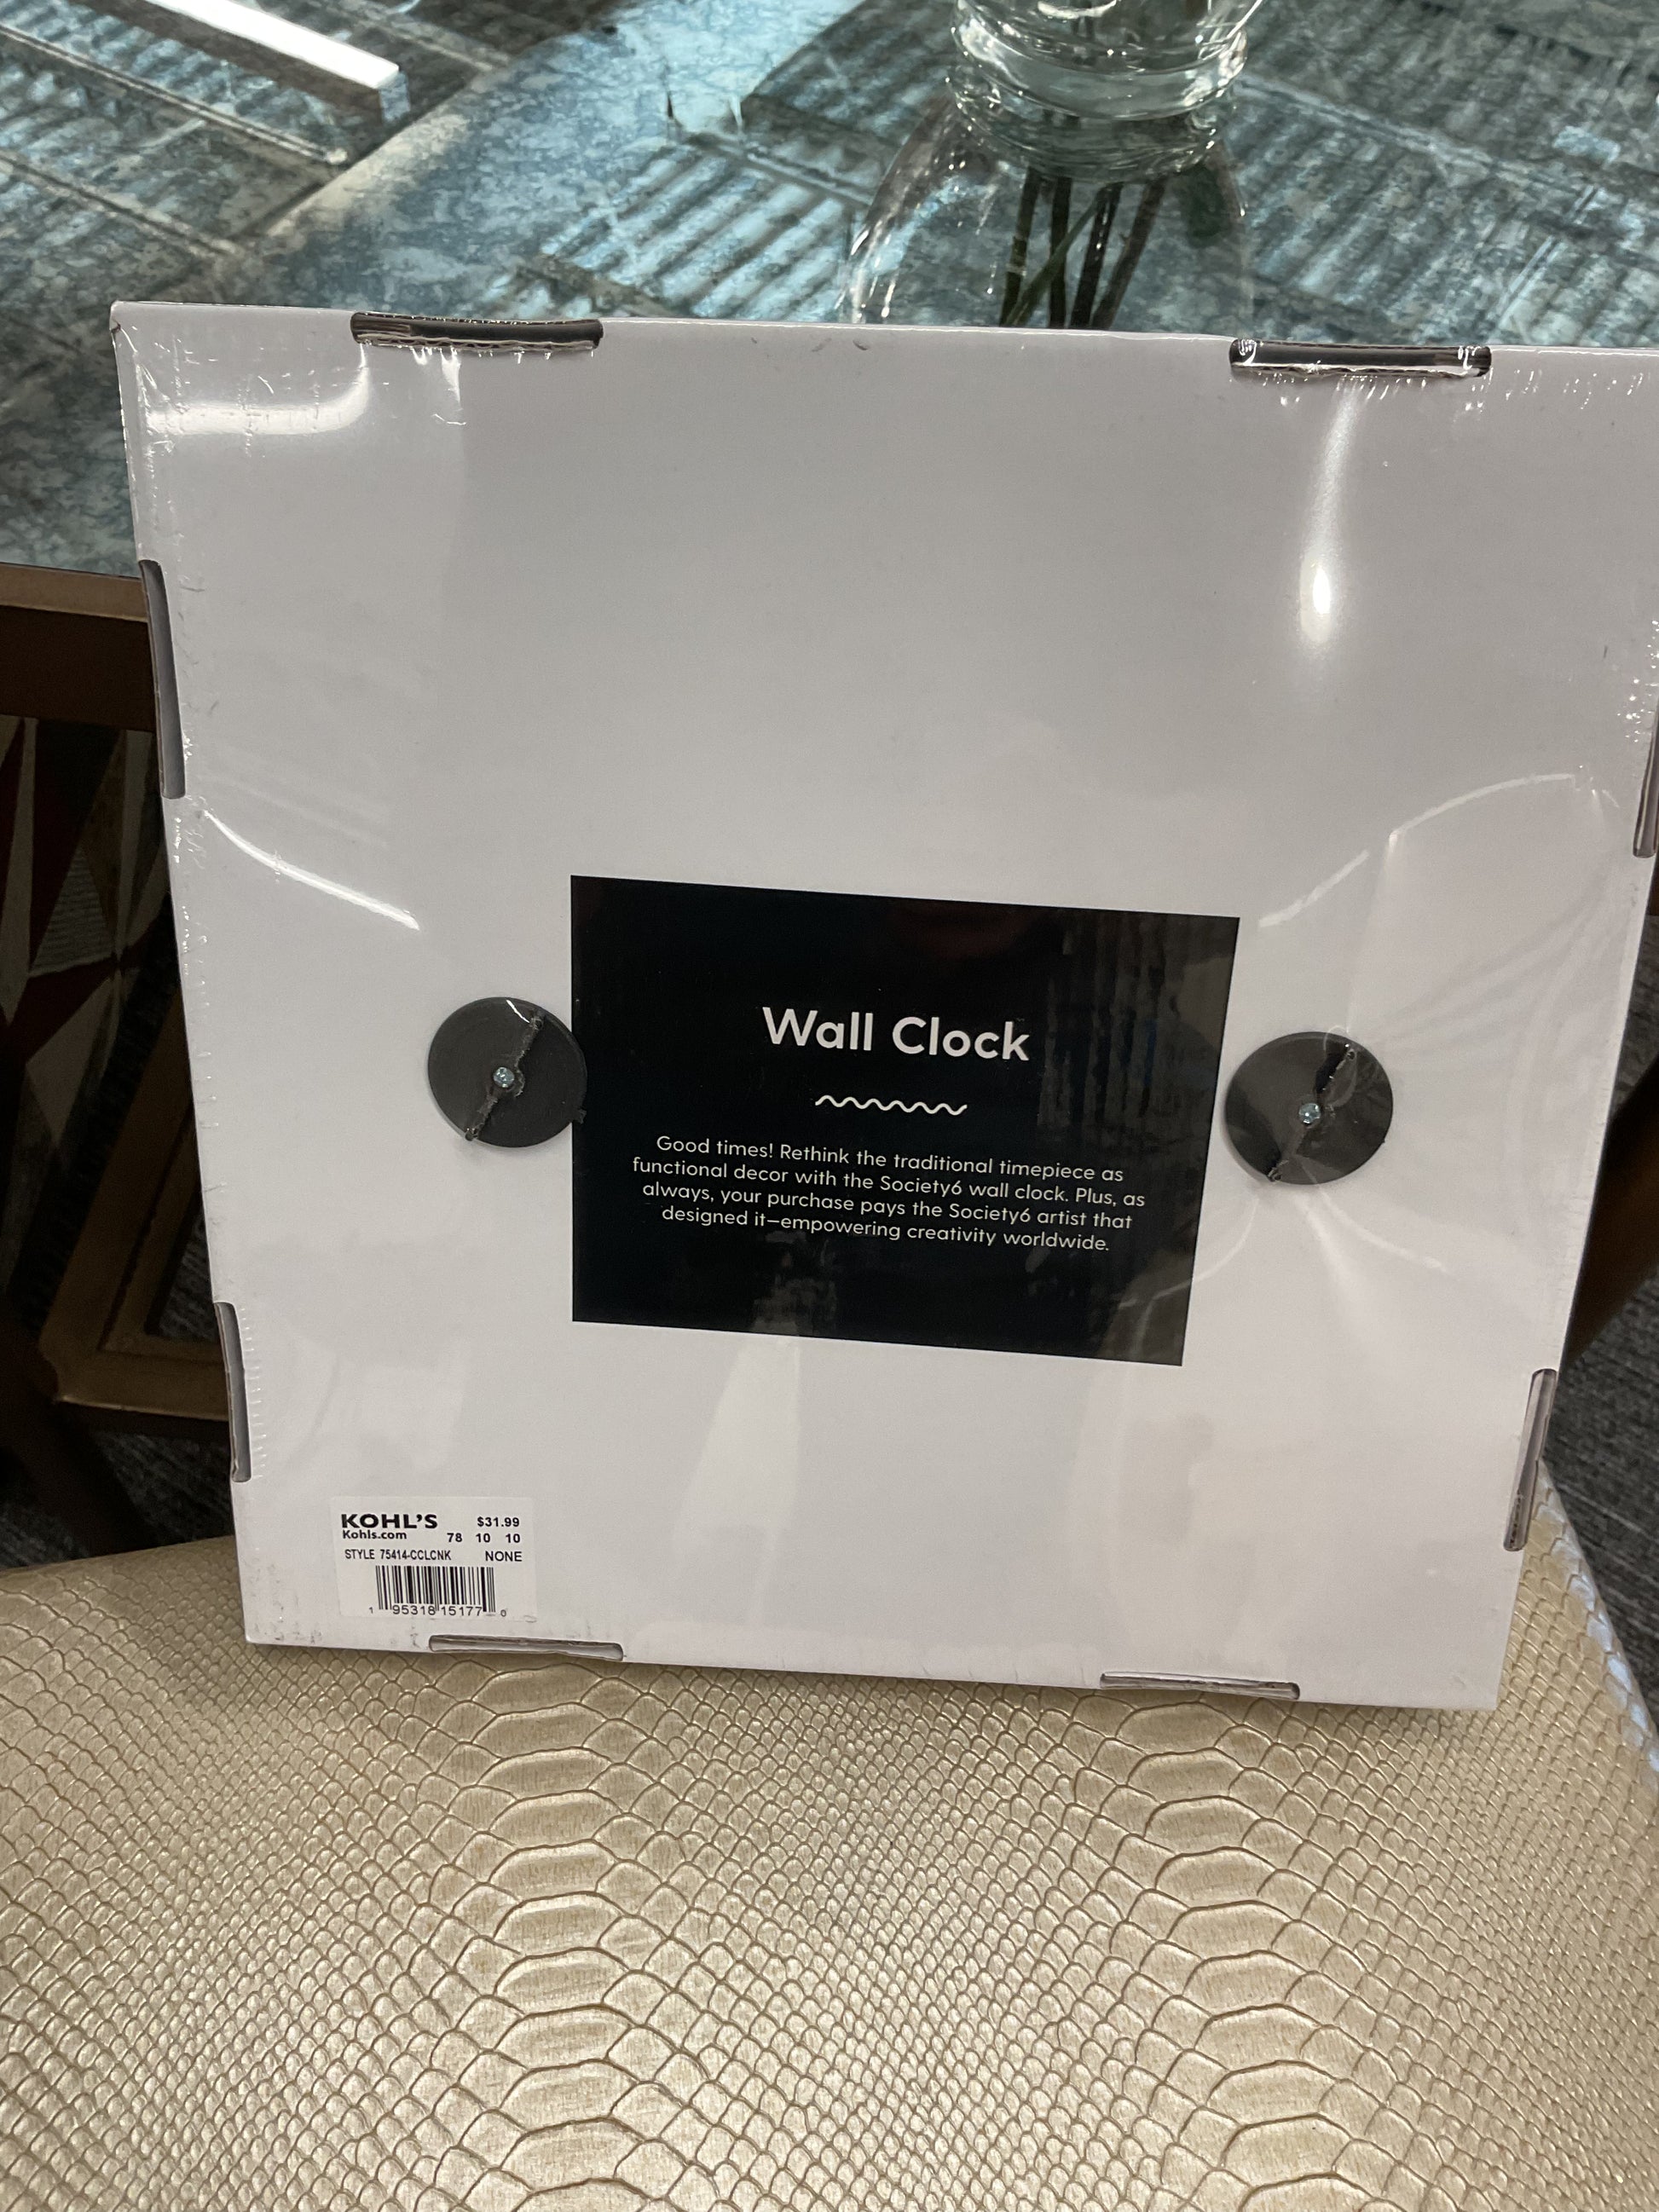 Wall Clock
Good times! Rethink the traditional timepiece as
functional decor with the Society6 wall clock. Plus, as
always, your purchase pays the Society6 artist that
designed it—empowering creativity worldwide.
KOHL'S $31.99
Kohls.com 78 10 10
STYLE 75414-CCLCNK NONE
1 95318 15177 0